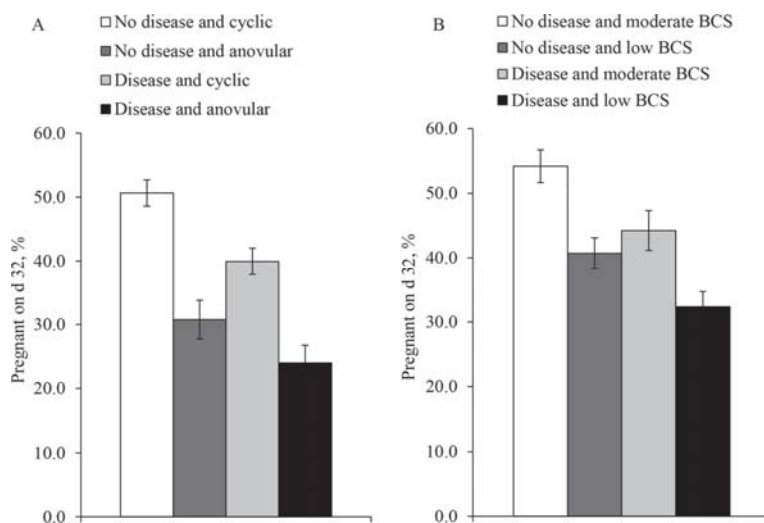 A
No disease and cyclic
No disease and anovular
Disease and cyclic
Disease and anovular
60.0
50.0
40.0
30.0
20.0
10.0
0.0
Pregnant on d 32, %
B
No disease and moderate BCS
No disease and low BCS
Disease and moderate BCS
Disease and low BCS
60.0
50.0
40.0
30.0
20.0
10.0
0.0
Pregnant on d 32, %